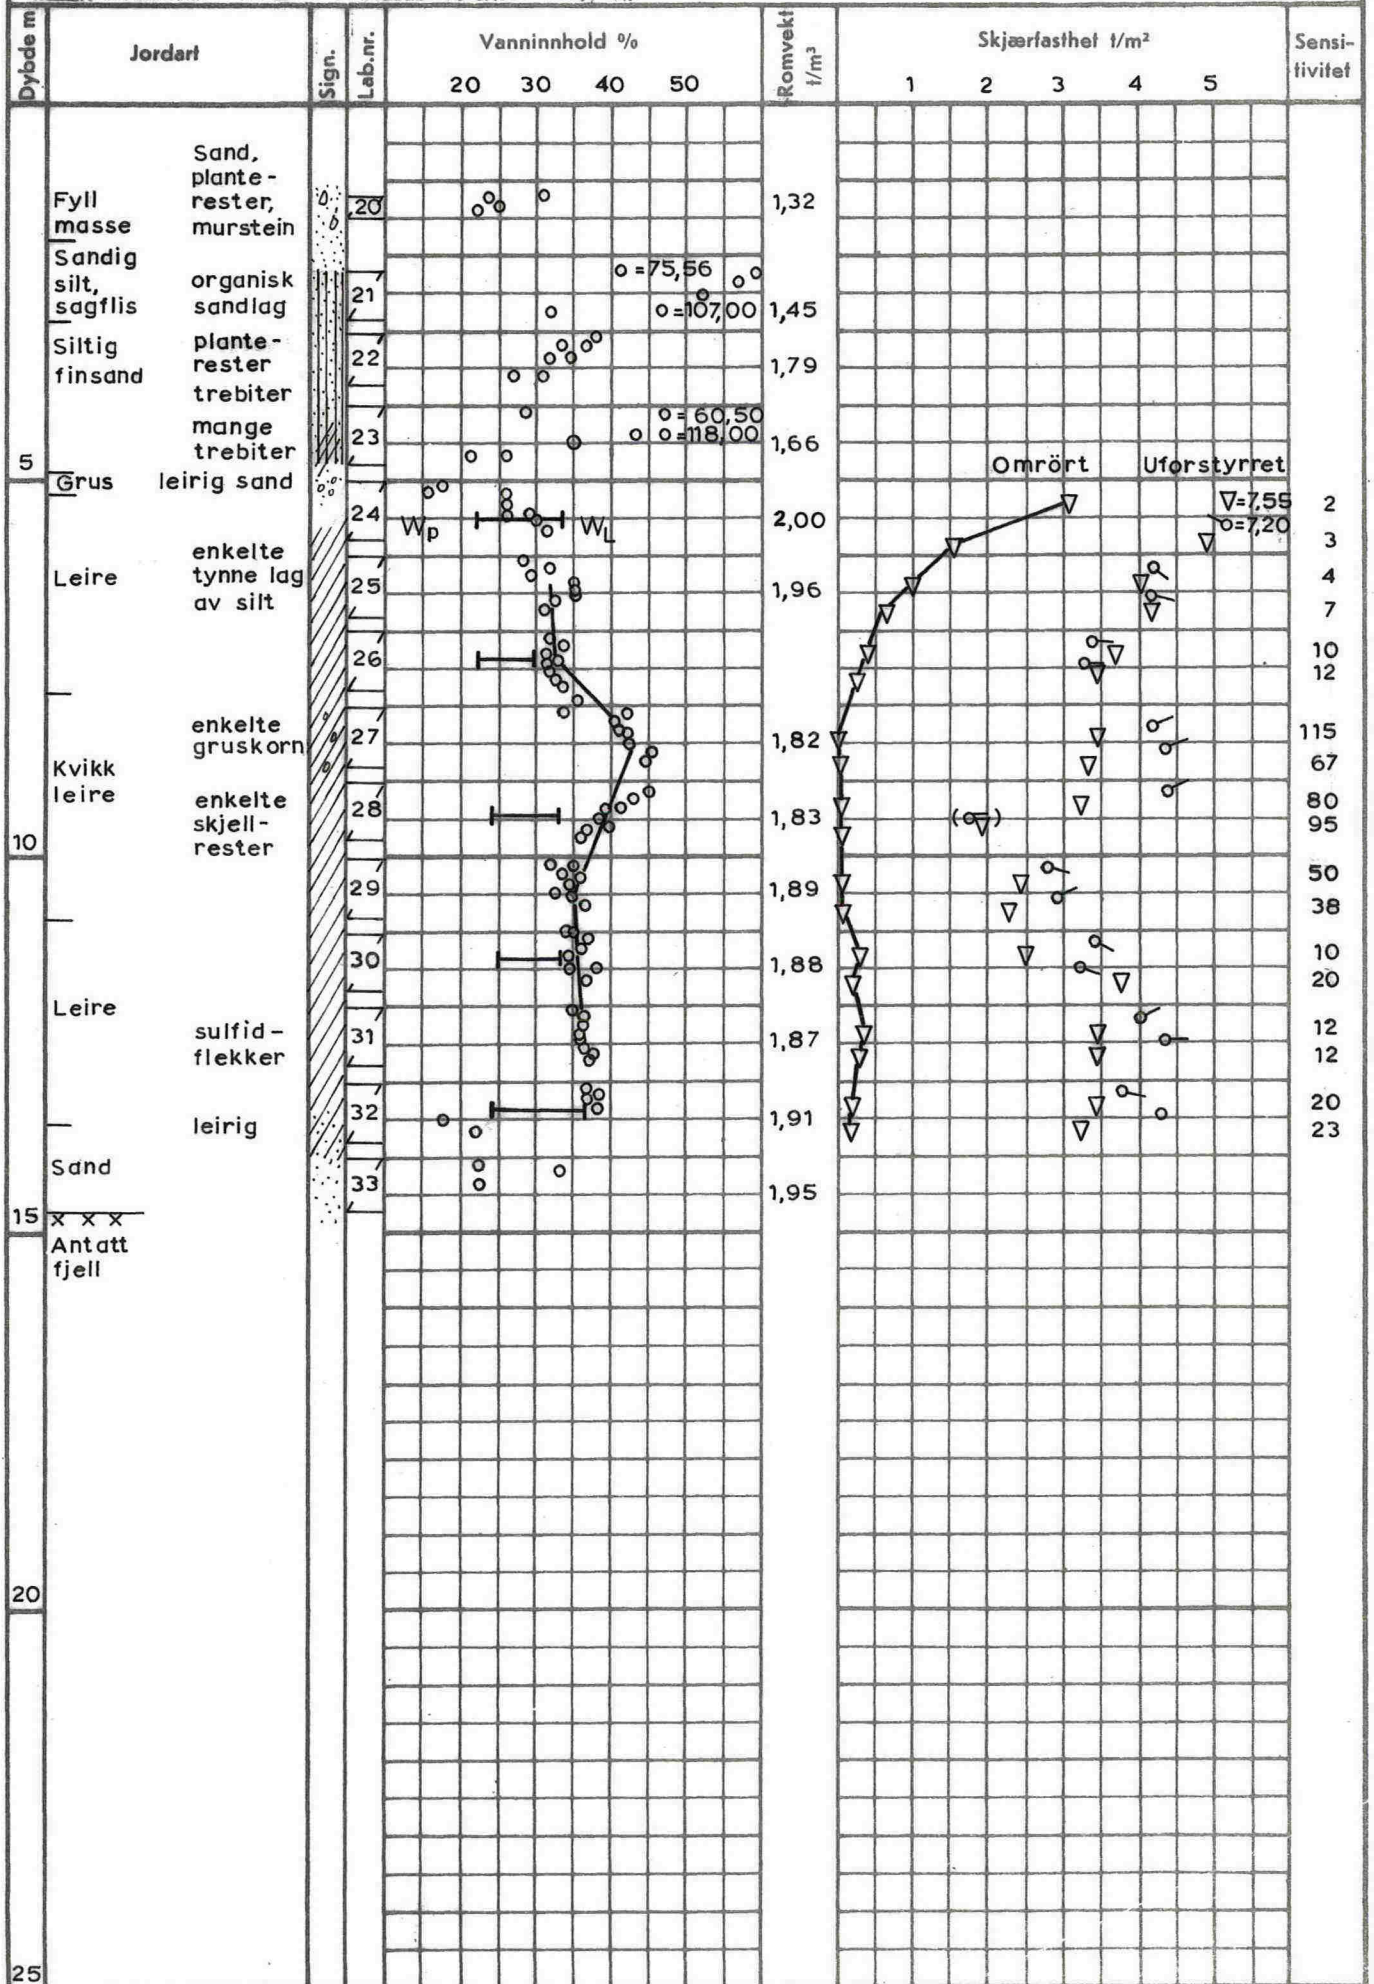 Dybde m
Jordart
Sign.
Lab.nr.
Vanninnhold %
20 30 40 50
Romvekt t/m³
Skjærfasthet t/m²
1 2 3 4 5
Sensi-
tivitet
Sand,
plante-
Fyll rester, 20 1,32
masse murstein
Sandig
silt, organisk = 75,56
sagflis sandlag 21 = 107,00 1,45
Siltig plante-
finsand rester 22 1,79
trebiter
mange = 60,50
trebiter 23 = 118,00 1,66
5
Omrört Uforstyrret
Grus leirig sand
24 Wp WL 2,00 =7,55 2
=7,20 3
enkelte
Leire tynne lag 25 1,96 4
av silt 7
26 10
12
enkelte 27 1,82 115
gruskorn 67
Kvikk
leire enkelte 28 1,83 80
skjell- 95
rester
10
29 1,89 50
38
30 1,88 10
20
Leire
sulfid- 31 1,87 12
flekker 12
32 1,91 20
leirig 23
Sand
33 1,95
15 x x x
Antatt
fjell
20
25